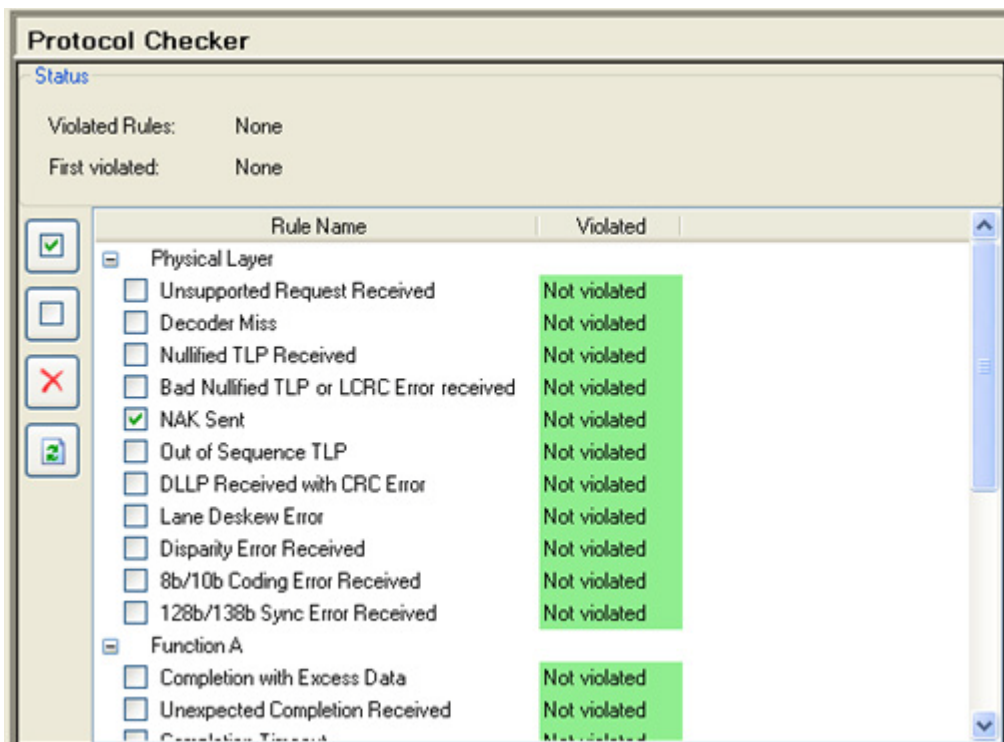 Protocol Checker
Status
Violated Rules: None
First violated: None
Rule Name Violated
Physical Layer
Unsupported Request Received Not violated
Decoder Miss Not violated
Nullified TLP Received Not violated
Bad Nullified TLP or LCRC Error received Not violated
NAK Sent Not violated
Out of Sequence TLP Not violated
DLLP Received with CRC Error Not violated
Lane Deskew Error Not violated
Disparity Error Received Not violated
8b/10b Coding Error Received Not violated
128b/138b Sync Error Received Not violated
Function A
Completion with Excess Data Not violated
Unexpected Completion Received Not violated
Completion Timeout Not violated